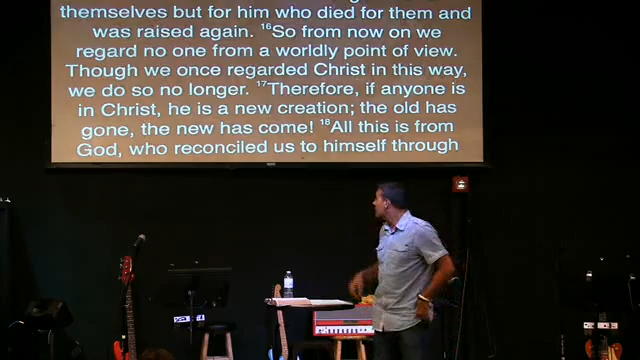 themselves but for him who died for them and
was raised again. ¹⁶So from now on we
regard no one from a worldly point of view.
Though we once regarded Christ in this way,
we do so no longer. ¹⁷Therefore, if anyone is
in Christ, he is a new creation; the old has
gone, the new has come! ¹⁸All this is from
God, who reconciled us to himself through